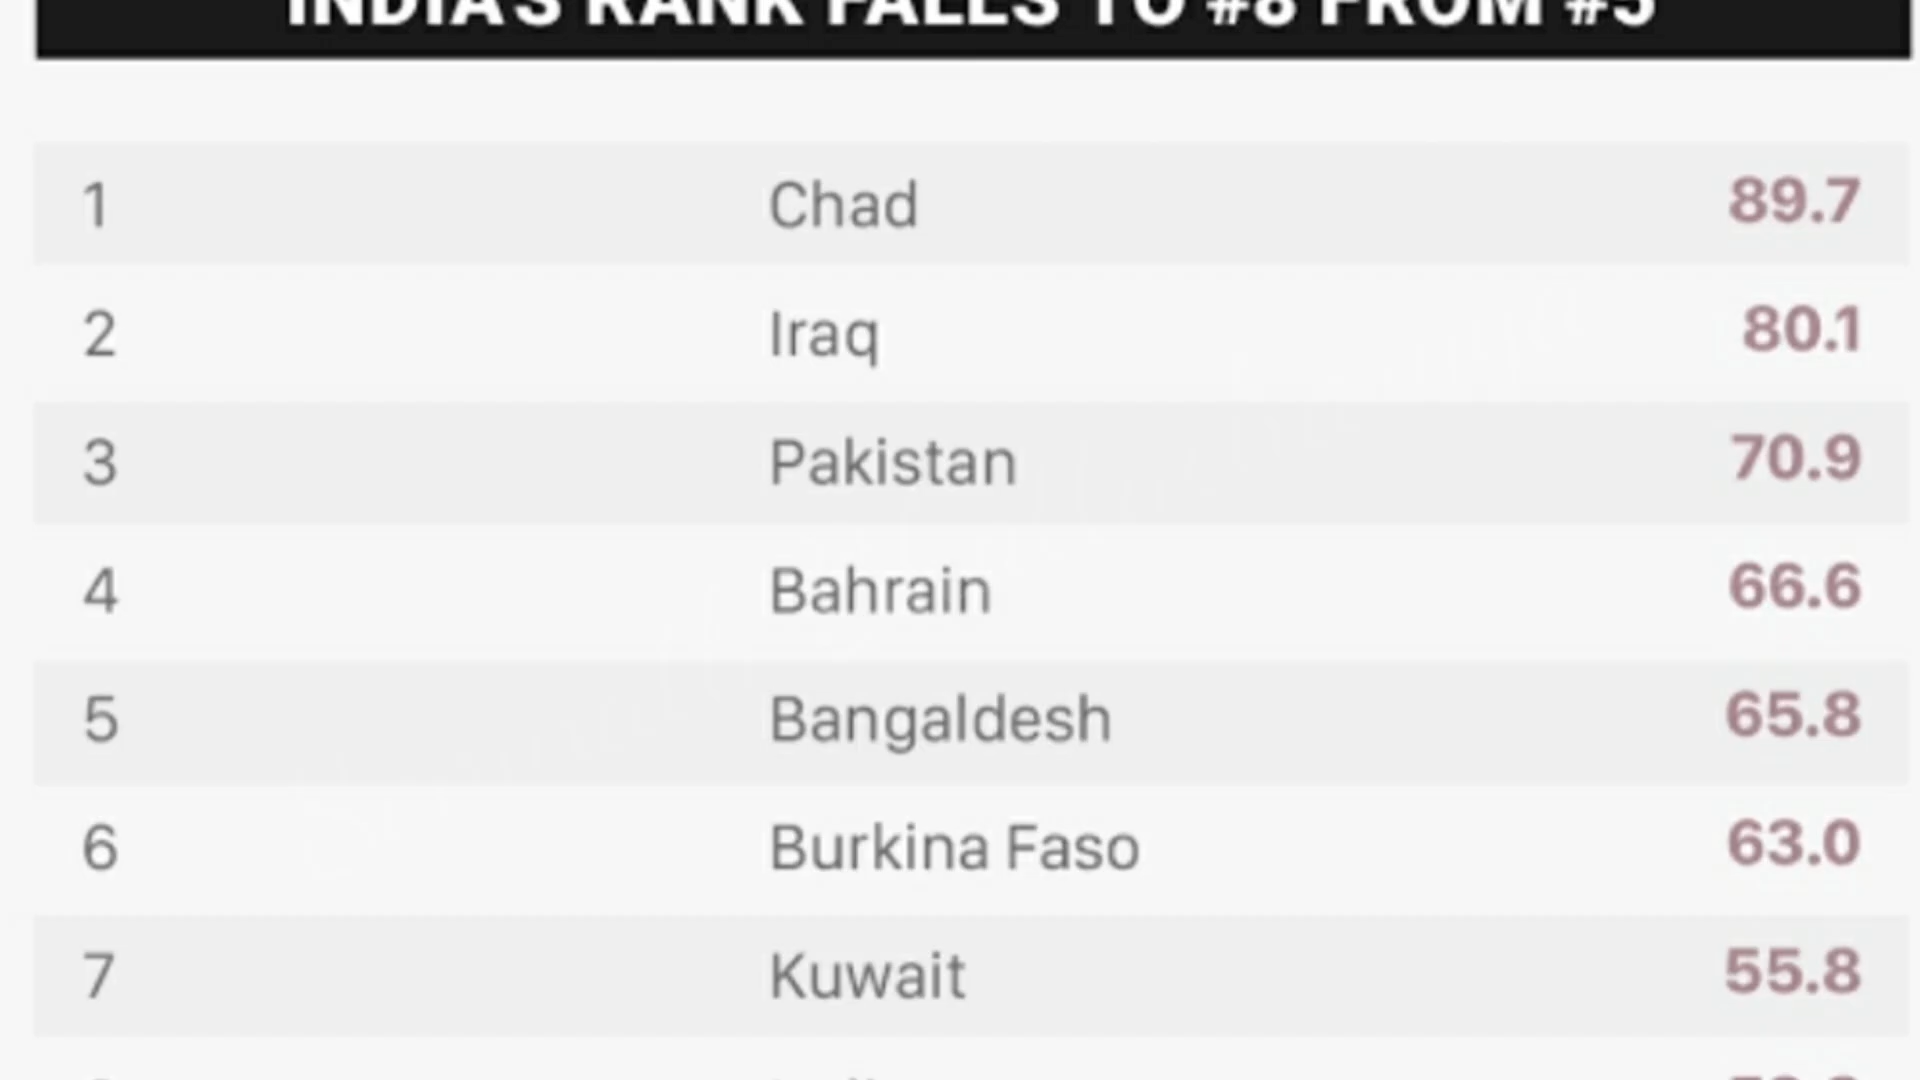 INDIA'S RANK FALLS TO #8 FROM #5
1 Chad 89.7
2 Iraq 80.1
3 Pakistan 70.9
4 Bahrain 66.6
5 Bangaldesh 65.8
6 Burkina Faso 63.0
7 Kuwait 55.8